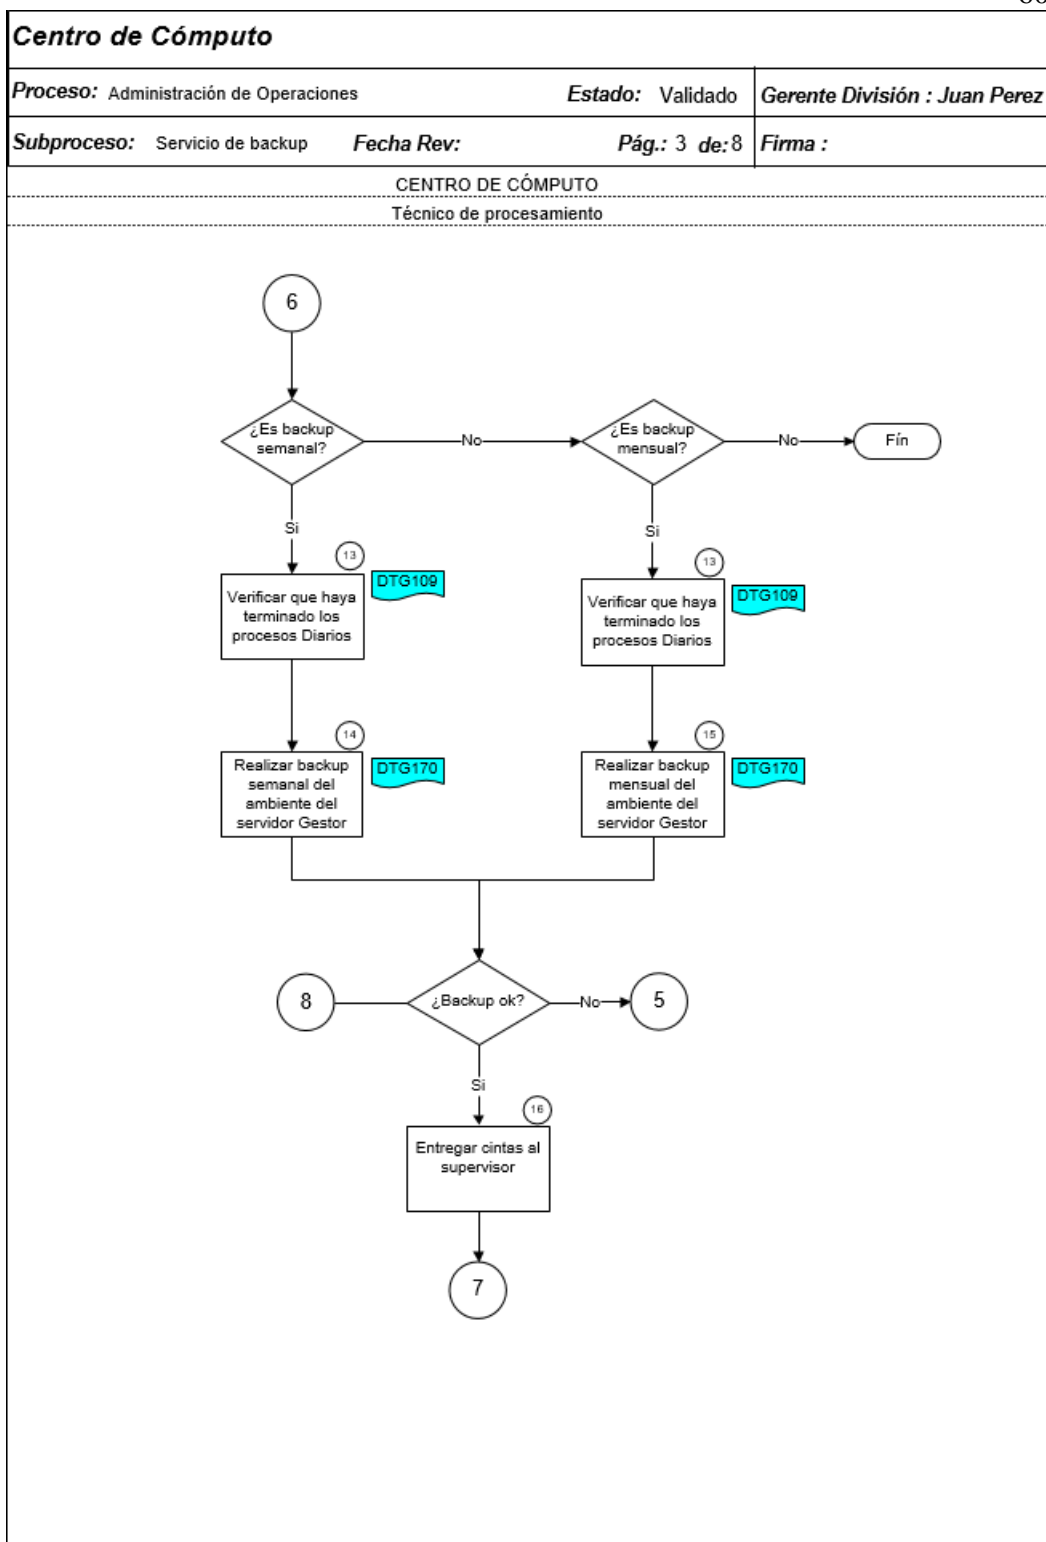 Centro de Cómputo
Proceso: Administración de Operaciones Estado: Validado Gerente División : Juan Perez
Subproceso: Servicio de backup Fecha Rev: Pág.: 3 de: 8 Firma :
CENTRO DE CÓMPUTO
Técnico de procesamiento
6
¿Es backup
semanal?
No
¿Es backup
mensual?
No
Fín
Si
Si
13
DTG109
Verificar que haya
terminado los
procesos Diarios
13
DTG109
Verificar que haya
terminado los
procesos Diarios
14
DTG170
Realizar backup
semanal del
ambiente del
servidor Gestor
15
DTG170
Realizar backup
mensual del
ambiente del
servidor Gestor
8
¿Backup ok?
No
5
Si
16
Entregar cintas al
supervisor
7